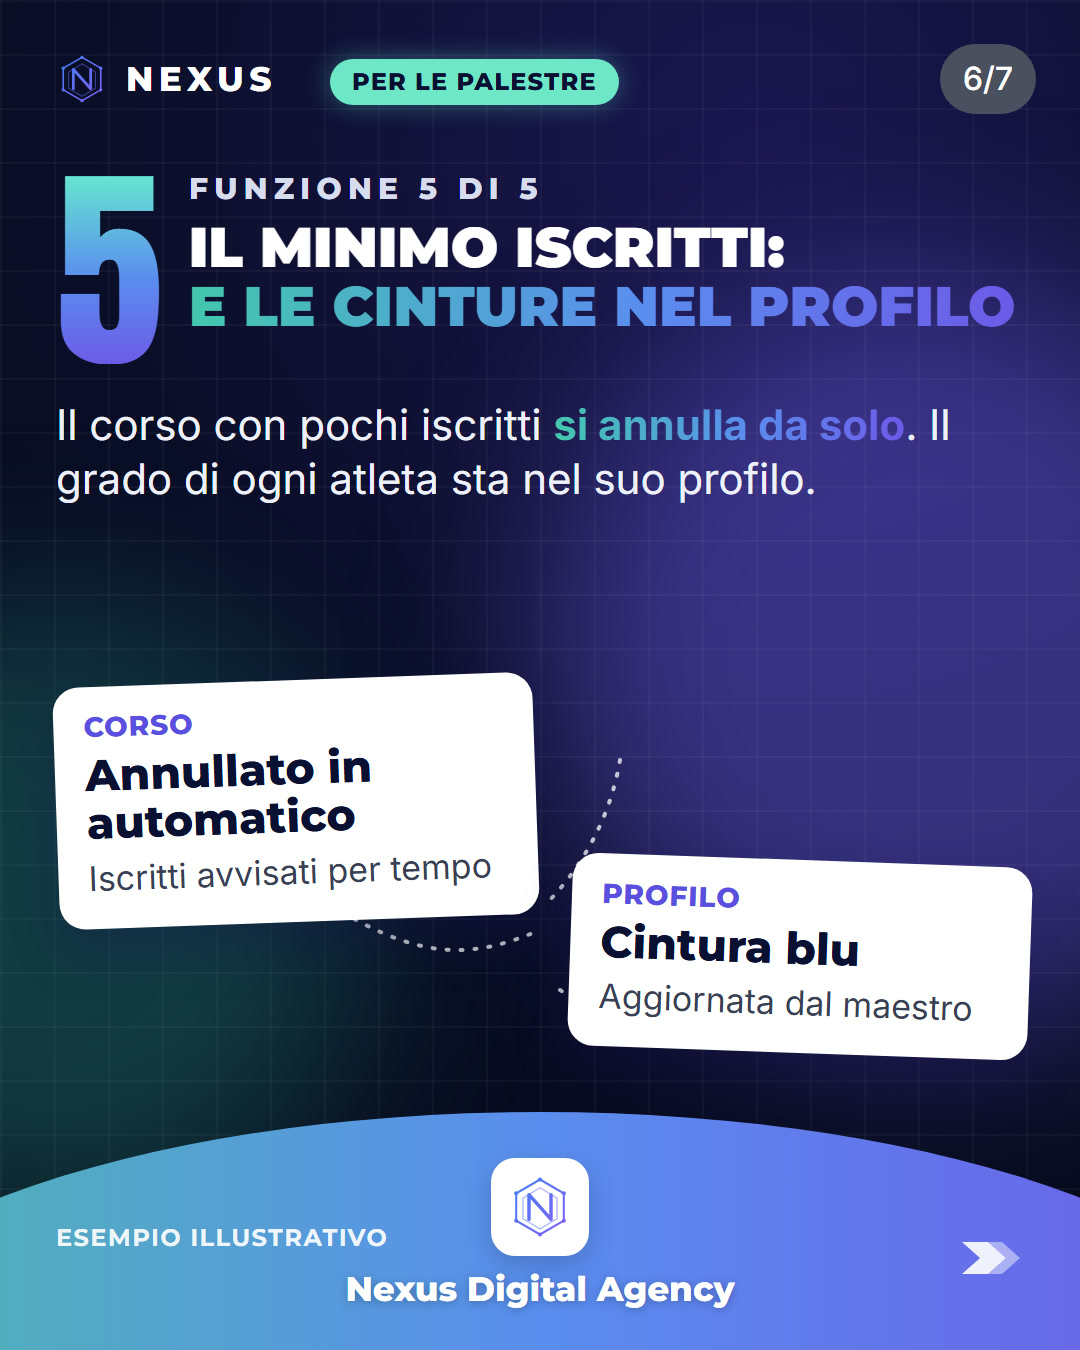 NEXUS
PER LE PALESTRE
6/7
5
FUNZIONE 5 DI 5
IL MINIMO ISCRITTI:
E LE CINTURE NEL PROFILO
Il corso con pochi iscritti si annulla da solo. Il
grado di ogni atleta sta nel suo profilo.
CORSO
Annullato in
automatico
Iscritti avvisati per tempo
PROFILO
Cintura blu
Aggiornata dal maestro
ESEMPIO ILLUSTRATIVO
N
Nexus Digital Agency